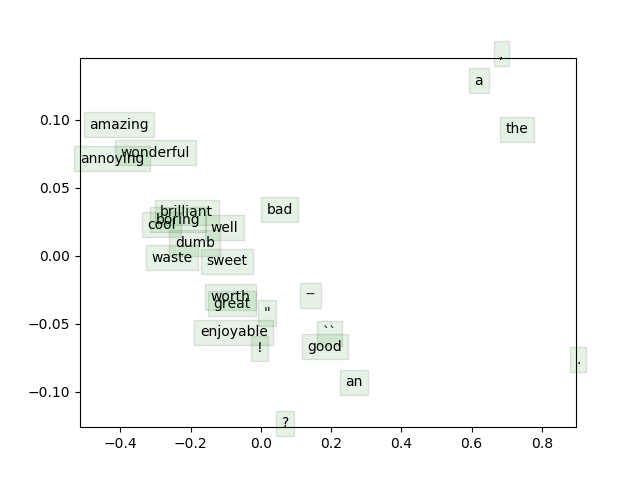 ,
a
0.10
amazing
the
wonderful
annoying
0.05
brilliant
bad
boring
cool
well
dumb
0.00
waste
sweet
worth
--
great
"
−0.05
enjoyable
``
!
good
.
an
−0.10
?
−0.4 −0.2 0.0 0.2 0.4 0.6 0.8